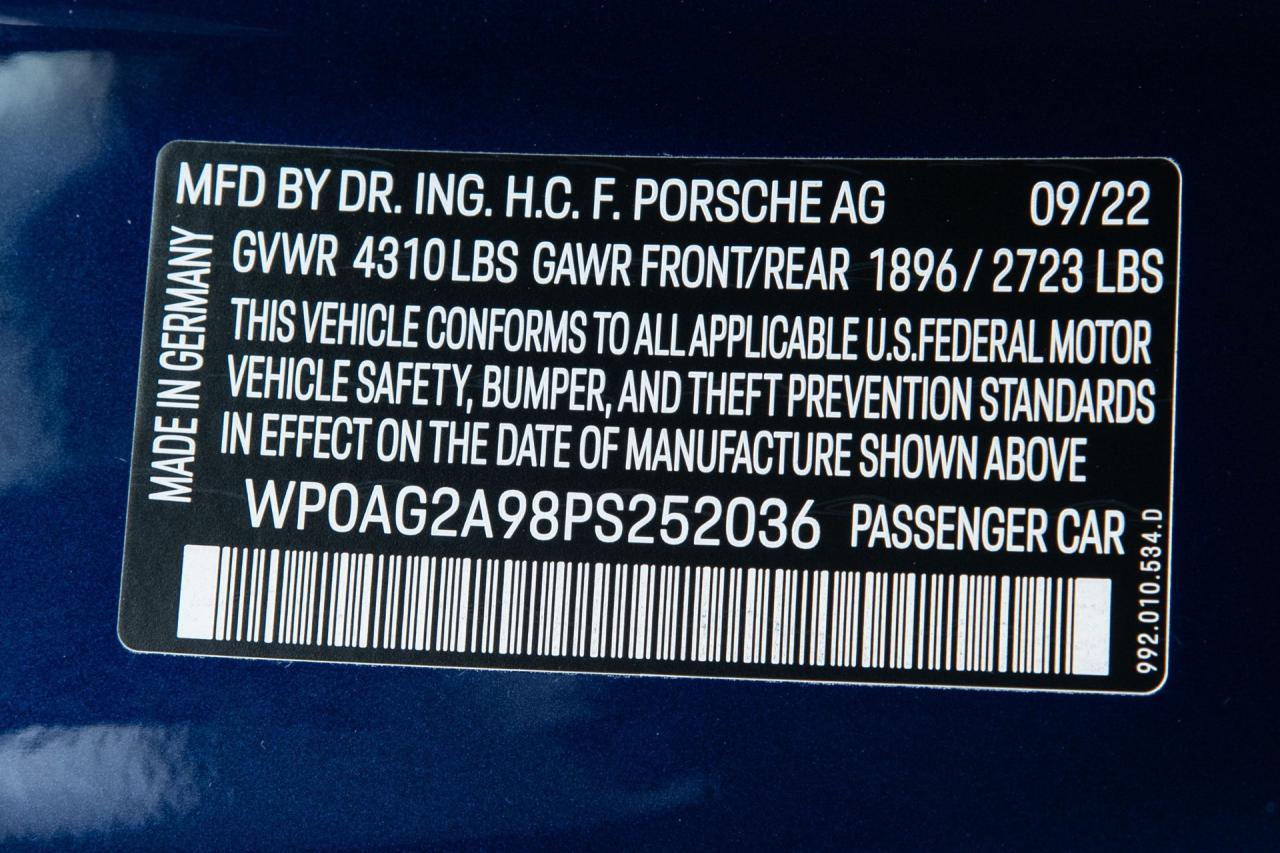 MFD BY DR. ING. H.C. F. PORSCHE AG 09/22
GVWR 4310 LBS GAWR FRONT/REAR 1896 / 2723 LBS
THIS VEHICLE CONFORMS TO ALL APPLICABLE U.S.FEDERAL MOTOR
VEHICLE SAFETY, BUMPER, AND THEFT PREVENTION STANDARDS
IN EFFECT ON THE DATE OF MANUFACTURE SHOWN ABOVE
WP0AG2A98PS252036 PASSENGER CAR
MADE IN GERMANY
992.010.534.D